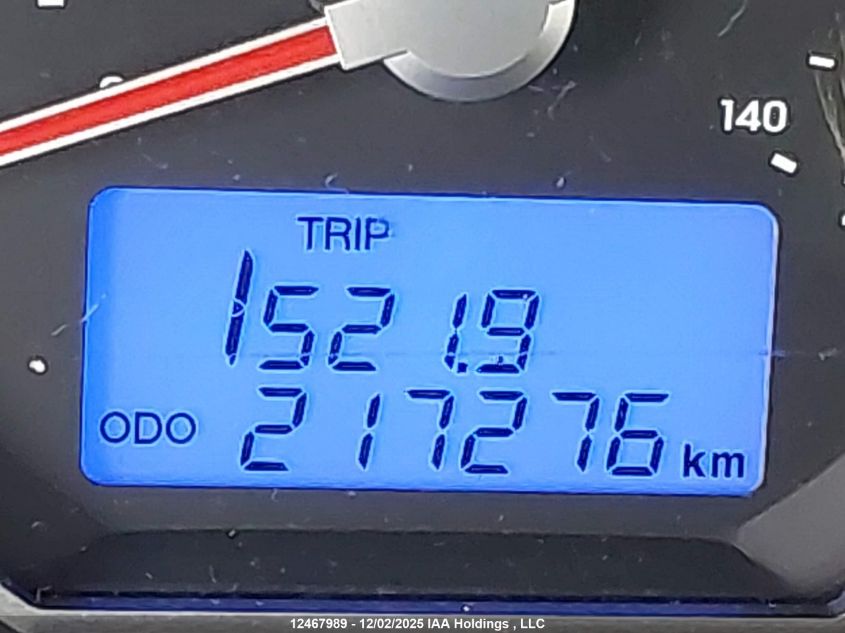 140
TRIP
1521.9
ODO 217276 km
12467989 - 12/02/2025 IAA Holdings , LLC